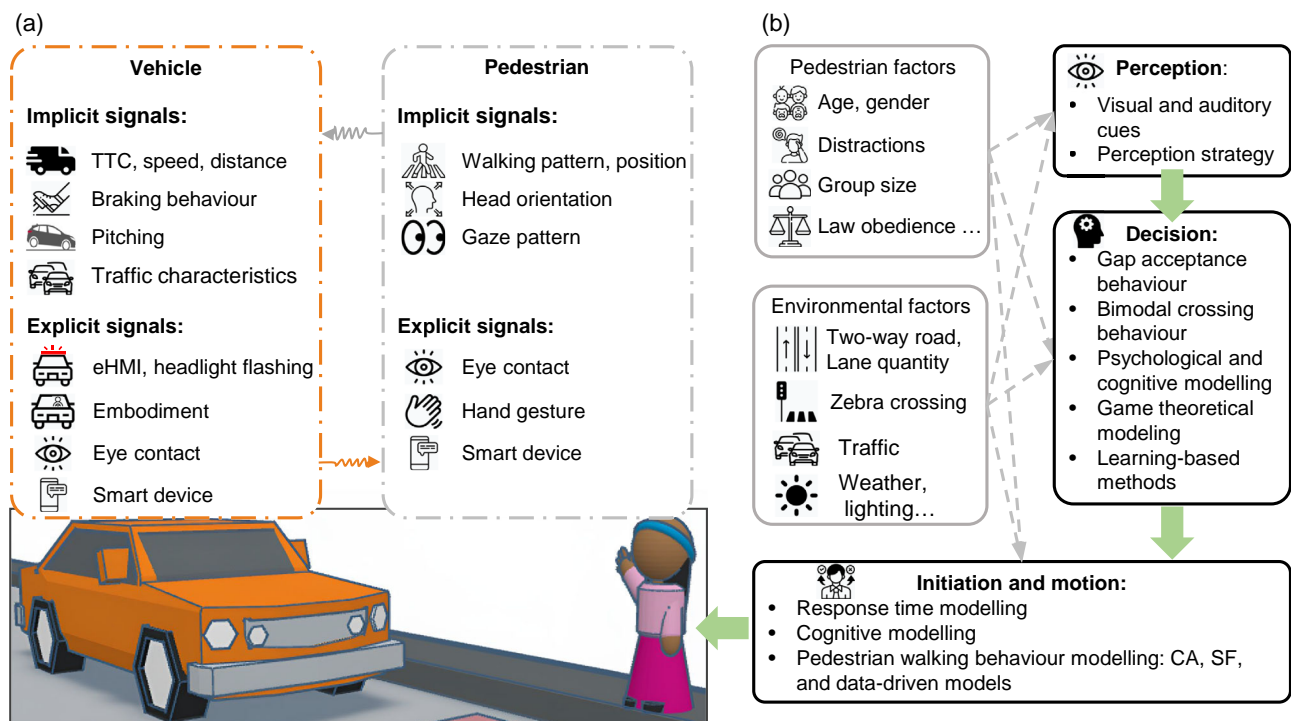 (a)
Vehicle
Implicit signals:
TTC, speed, distance
Braking behaviour
Pitching
Traffic characteristics
Explicit signals:
eHMI, headlight flashing
Embodiment
Eye contact
Smart device
Pedestrian
Implicit signals:
Walking pattern, position
Head orientation
Gaze pattern
Explicit signals:
Eye contact
Hand gesture
Smart device
(b)
Pedestrian factors
Age, gender
Distractions
Group size
Law obedience …
Environmental factors
Two-way road,
Lane quantity
Zebra crossing
Traffic
Weather,
lighting…
Perception:
• Visual and auditory
cues
• Perception strategy
Decision:
• Gap acceptance
behaviour
• Bimodal crossing
behaviour
• Psychological and
cognitive modelling
• Game theoretical
modeling
• Learning-based
methods
Initiation and motion:
• Response time modelling
• Cognitive modelling
• Pedestrian walking behaviour modelling: CA, SF,
and data-driven models